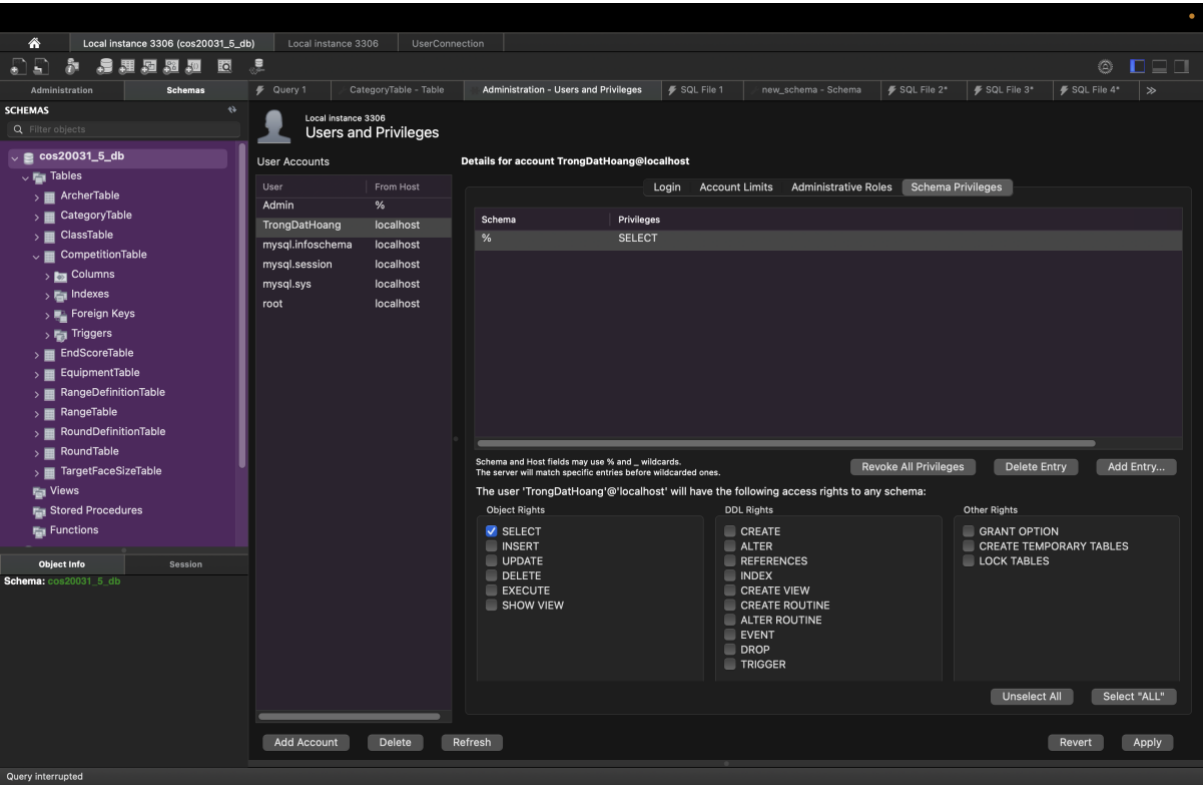 Local instance 3306 (cos20031_5_db) Local instance 3306 UserConnection
Administration Schemas Query 1 CategoryTable - Table Administration - Users and Privileges SQL File 1 new_schema - Schema SQL File 2* SQL File 3* SQL File 4*
SCHEMAS
Filter objects
cos20031_5_db
Tables
ArcherTable
CategoryTable
ClassTable
CompetitionTable
Columns
Indexes
Foreign Keys
Triggers
EndScoreTable
EquipmentTable
RangeDefinitionTable
RangeTable
RoundDefinitionTable
RoundTable
TargetFaceSizeTable
Views
Stored Procedures
Functions
Object Info Session
Schema: cos20031_5_db
Local instance 3306
Users and Privileges
User Accounts
User From Host
Admin %
TrongDatHoang localhost
mysql.infoschema localhost
mysql.session localhost
mysql.sys localhost
root localhost
Add Account Delete Refresh
Details for account TrongDatHoang@localhost
Login Account Limits Administrative Roles Schema Privileges
Schema Privileges
% SELECT
Schema and Host fields may use % and _ wildcards.
The server will match specific entries before wildcarded ones.
Revoke All Privileges Delete Entry Add Entry...
The user 'TrongDatHoang'@'localhost' will have the following access rights to any schema:
Object Rights
SELECT
INSERT
UPDATE
DELETE
EXECUTE
SHOW VIEW
DDL Rights
CREATE
ALTER
REFERENCES
INDEX
CREATE VIEW
CREATE ROUTINE
ALTER ROUTINE
EVENT
DROP
TRIGGER
Other Rights
GRANT OPTION
CREATE TEMPORARY TABLES
LOCK TABLES
Unselect All Select "ALL"
Revert Apply
Query interrupted